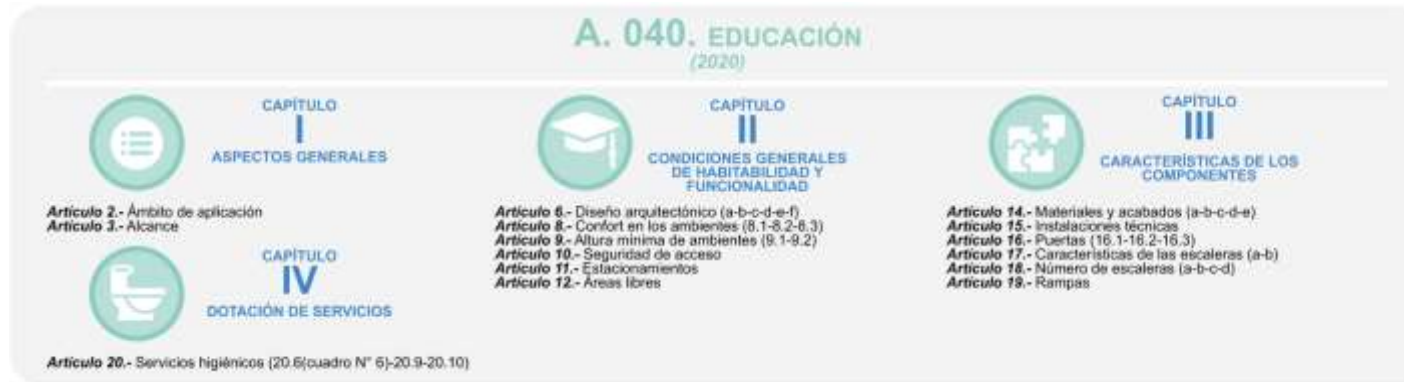 A. 040. EDUCACIÓN
(2020)
CAPÍTULO
I
ASPECTOS GENERALES
Artículo 2.- Ámbito de aplicación
Artículo 3.- Alcance
CAPÍTULO
IV
DOTACIÓN DE SERVICIOS
Artículo 20.- Servicios higiénicos (20.6(cuadro N° 6)-20.9-20.10)
CAPÍTULO
II
CONDICIONES GENERALES
DE HABITABILIDAD Y
FUNCIONALIDAD
Artículo 6.- Diseño arquitectónico (a-b-c-d-e-f)
Artículo 8.- Confort en los ambientes (8.1-8.2-8.3)
Artículo 9.- Altura mínima de ambientes (9.1-9.2)
Artículo 10.- Seguridad de acceso
Artículo 11.- Estacionamientos
Artículo 12.- Áreas libres
CAPÍTULO
III
CARACTERÍSTICAS DE LOS
COMPONENTES
Artículo 14.- Materiales y acabados (a-b-c-d-e)
Artículo 15.- Instalaciones técnicas
Artículo 16.- Puertas (16.1-16.2-16.3)
Artículo 17.- Características de las escaleras (a-b)
Artículo 18.- Número de escaleras (a-b-c-d)
Artículo 19.- Rampas